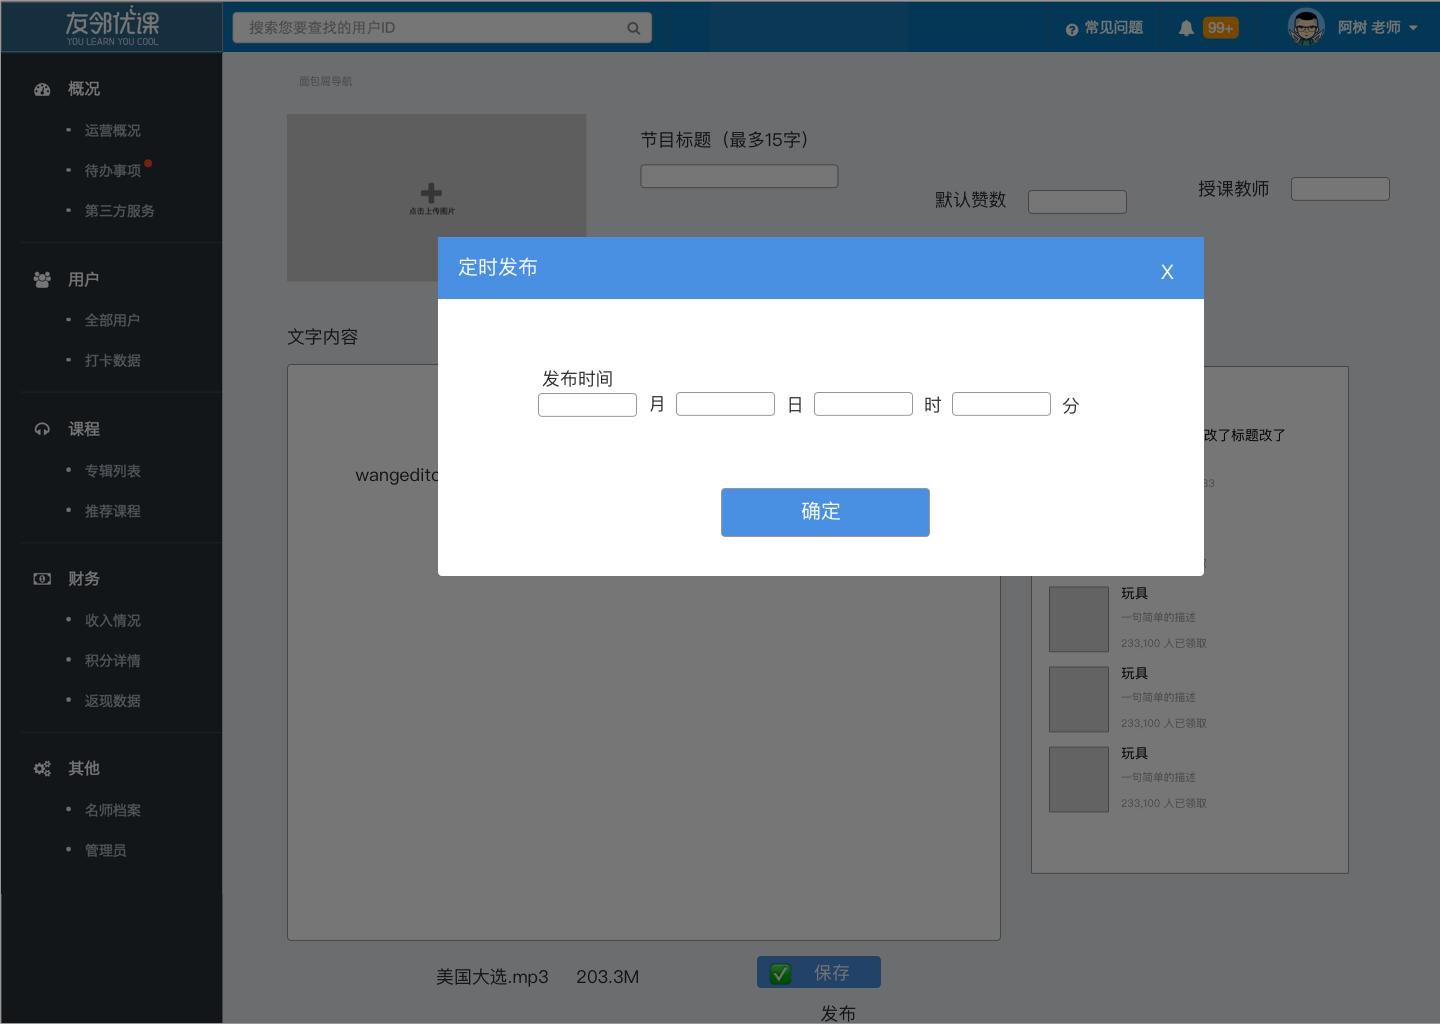 友邻优课
YOU LEARN YOU COOL
搜索您要查找的用户ID
常见问题
99+
阿树 老师
概况
运营概况
待办事项
第三方服务
用户
全部用户
打卡数据
课程
专辑列表
推荐课程
财务
收入情况
积分详情
返现数据
其他
名师档案
管理员
面包屑导航
点击上传图片
节目标题（最多15字）
默认赞数
授课教师
定时发布
X
文字内容
发布时间
月 日 时 分
确定
wangeditc
改了标题改了
33
玩具
一句简单的描述
233,100 人已领取
玩具
一句简单的描述
233,100 人已领取
玩具
一句简单的描述
233,100 人已领取
美国大选.mp3 203.3M
保存
发布